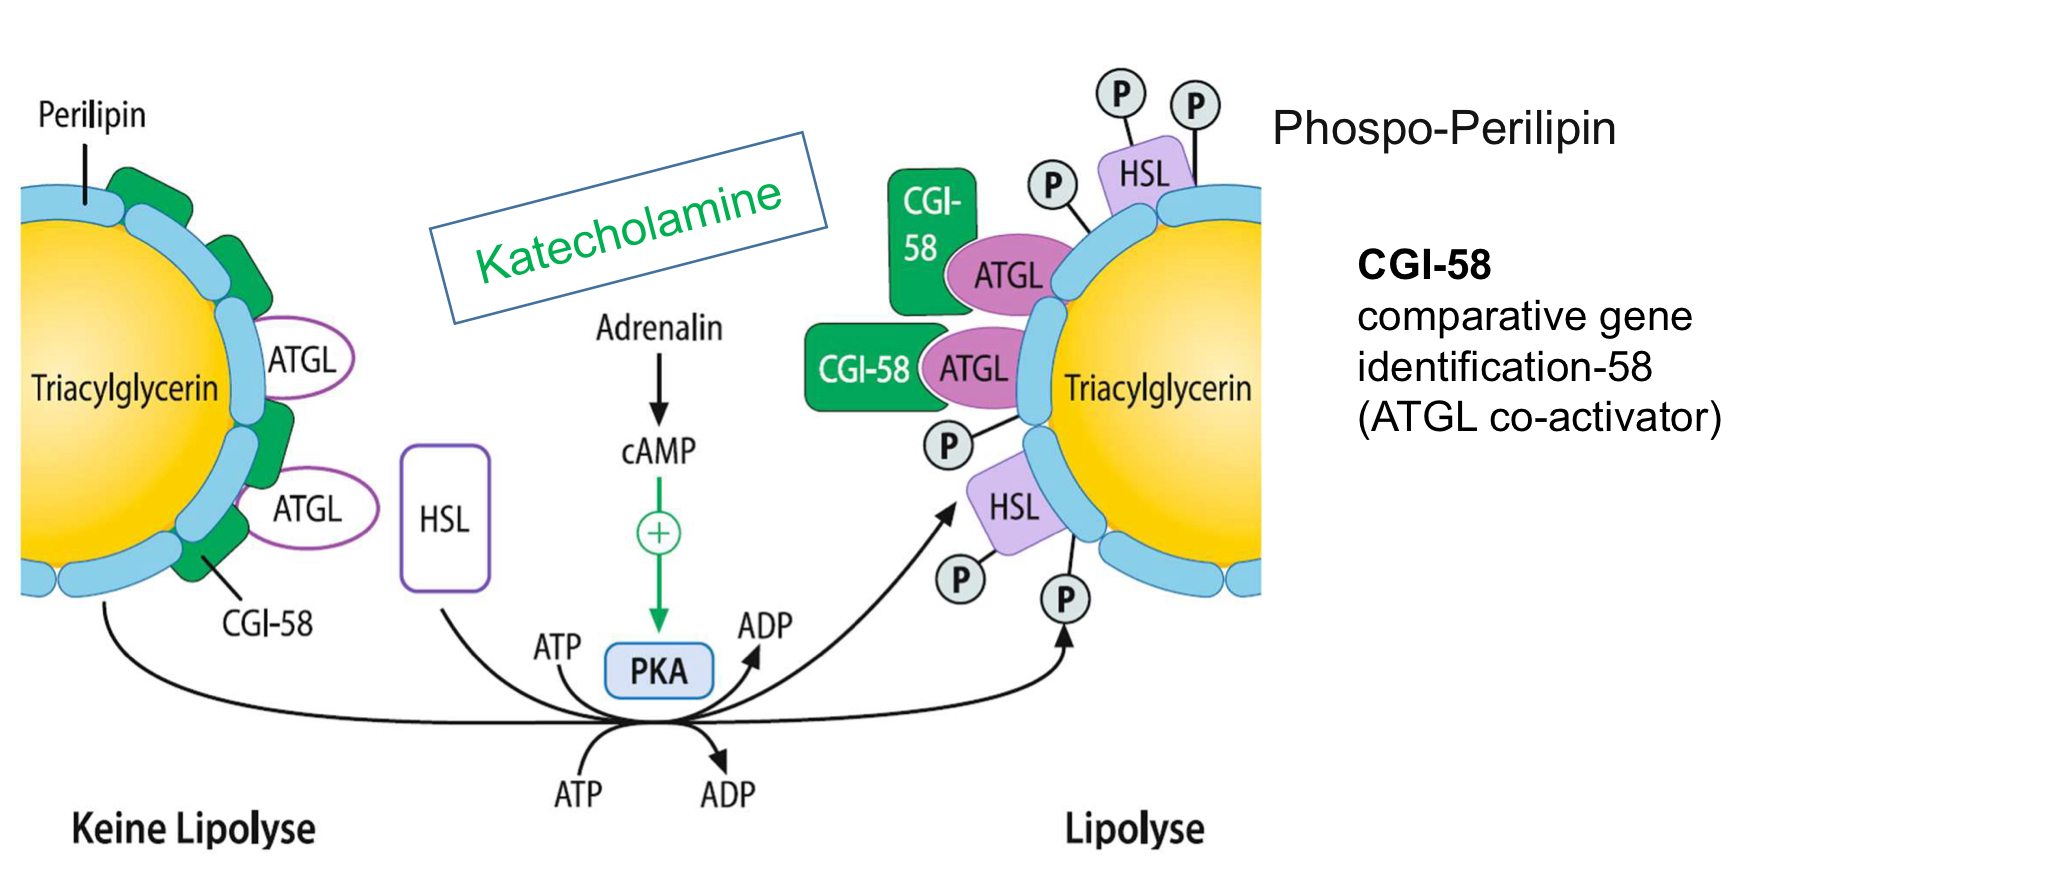 Perilipin
Triacylglycerin
ATGL
ATGL
HSL
CGI-58
Keine Lipolyse
Katecholamine
Adrenalin
cAMP
+
PKA
ATP
ADP
ATP
ADP
P
P
P
HSL
CGI-
58
ATGL
CGI-58
ATGL
Triacylglycerin
P
HSL
P
P
Lipolyse
Phospo-Perilipin
CGI-58
comparative gene
identification-58
(ATGL co-activator)